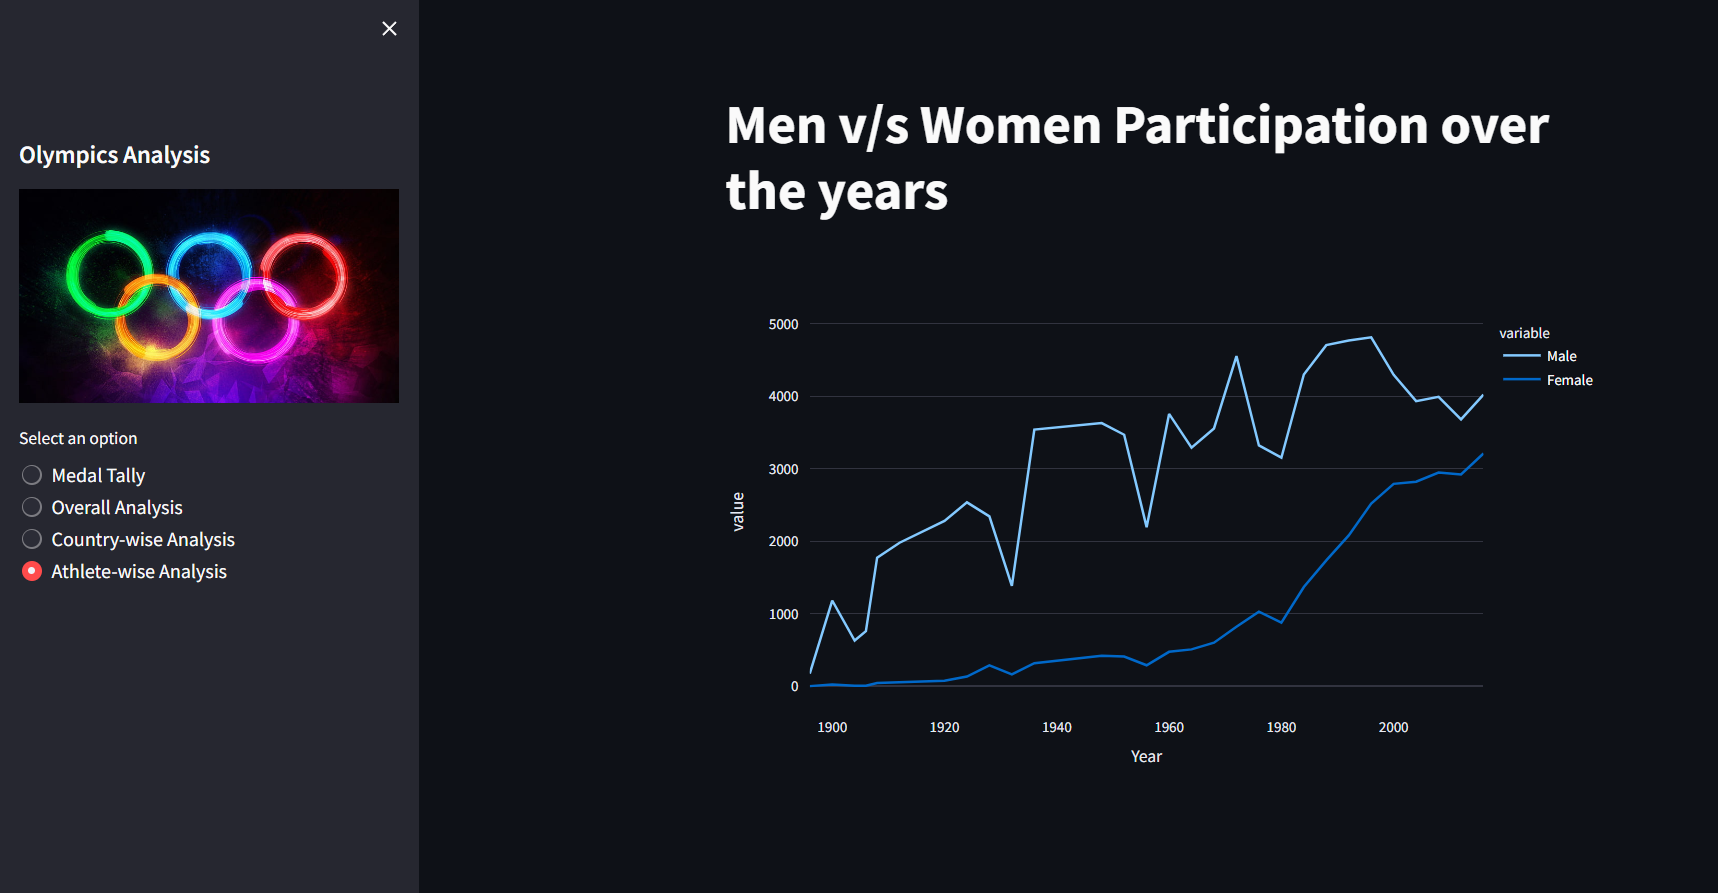 Olympics Analysis
Select an option
Medal Tally
Overall Analysis
Country-wise Analysis
Athlete-wise Analysis
Men v/s Women Participation over
the years
5000
4000
3000
2000
1000
0
value
1900 1920 1940 1960 1980 2000
Year
variable
Male
Female